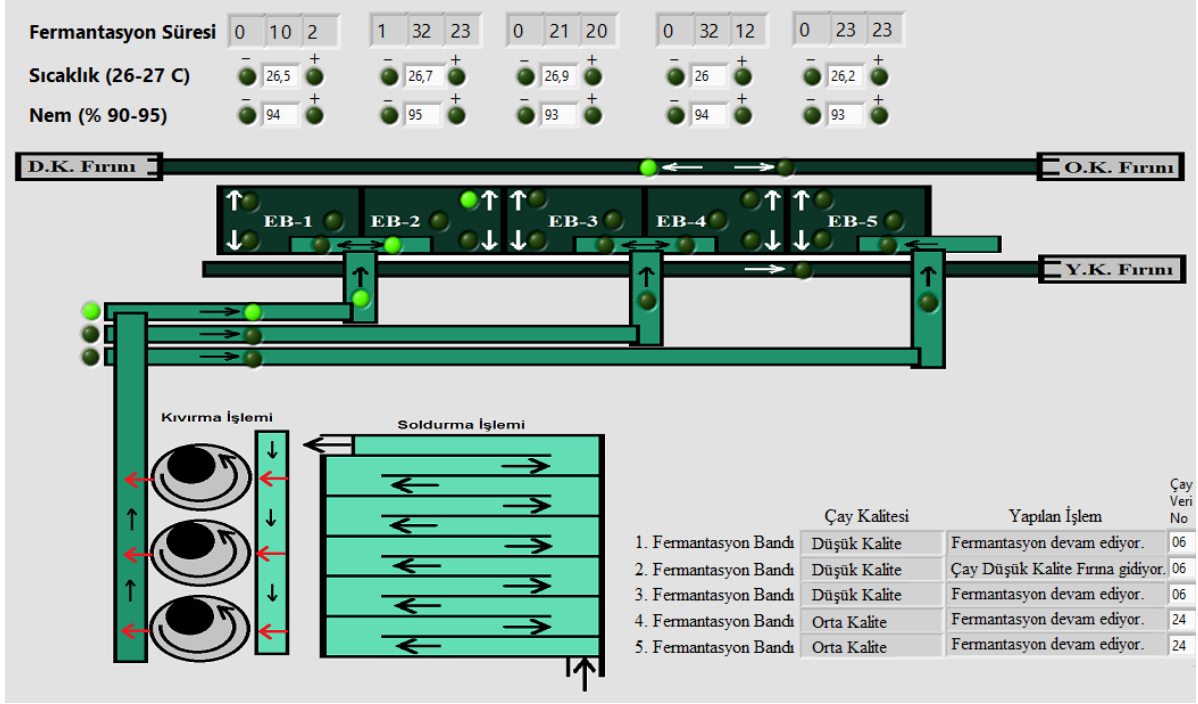 Fermantasyon Süresi 0 10 2 1 32 23 0 21 20 0 32 12 0 23 23
Sıcaklık (26-27 C) - 26,5 + - 26,7 + - 26,9 + - 26 + - 26,2 +
Nem (% 90-95) - 94 + - 95 + - 93 + - 94 + - 93 +
D.K. Fırını O.K. Fırını
EB-1 EB-2 EB-3 EB-4 EB-5
Y.K. Fırını
Kıvırma İşlemi
Soldurma İşlemi
Çay Kalitesi Yapılan İşlem Çay Veri No
1. Fermantasyon Bandı Düşük Kalite Fermantasyon devam ediyor. 06
2. Fermantasyon Bandı Düşük Kalite Çay Düşük Kalite Fırına gidiyor. 06
3. Fermantasyon Bandı Düşük Kalite Fermantasyon devam ediyor. 06
4. Fermantasyon Bandı Orta Kalite Fermantasyon devam ediyor. 24
5. Fermantasyon Bandı Orta Kalite Fermantasyon devam ediyor. 24